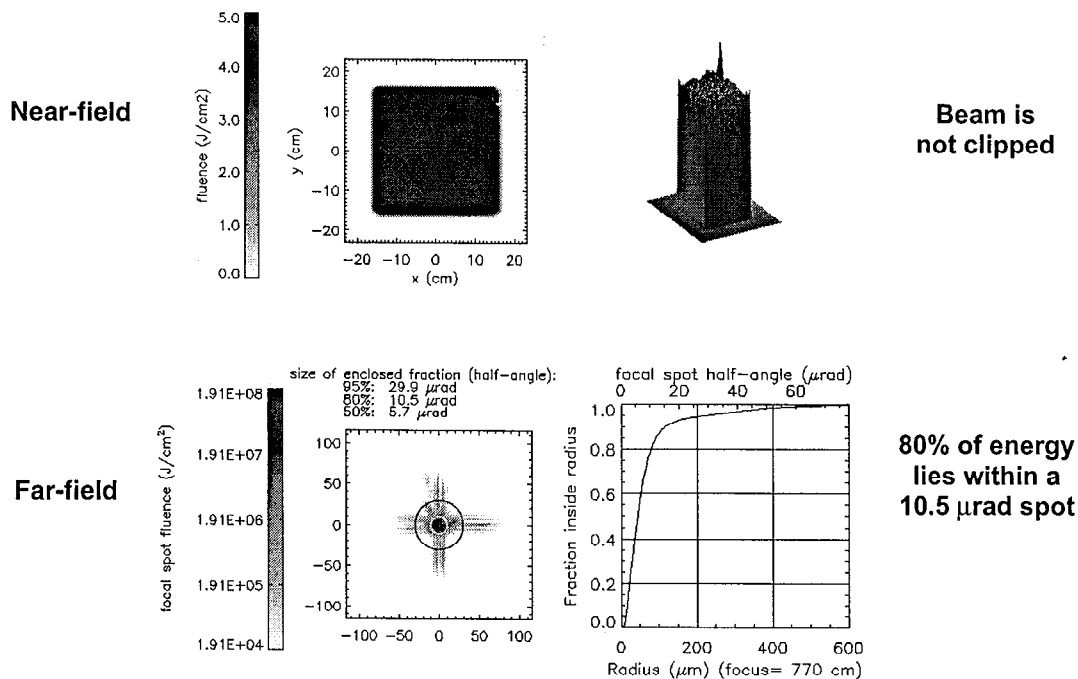 Near-field
fluence (J/cm2)
5.0
4.0
3.0
2.0
1.0
0.0
y (cm)
20
10
0
−10
−20
−20 −10 0 10 20
x (cm)
Beam is
not clipped
Far-field
focal spot fluence (J/cm²)
1.91E+08
1.91E+07
1.91E+06
1.91E+05
1.91E+04
size of enclosed fraction (half-angle):
95%: 29.9 μrad
80%: 10.5 μrad
50%: 5.7 μrad
100
50
0
−50
−100
−100 −50 0 50 100
focal spot half-angle (μrad)
0 20 40 60
Fraction inside radius
1.0
0.8
0.6
0.4
0.2
0.0
0 200 400 600
Radius (μm) (focus= 770 cm)
80% of energy
lies within a
10.5 μrad spot